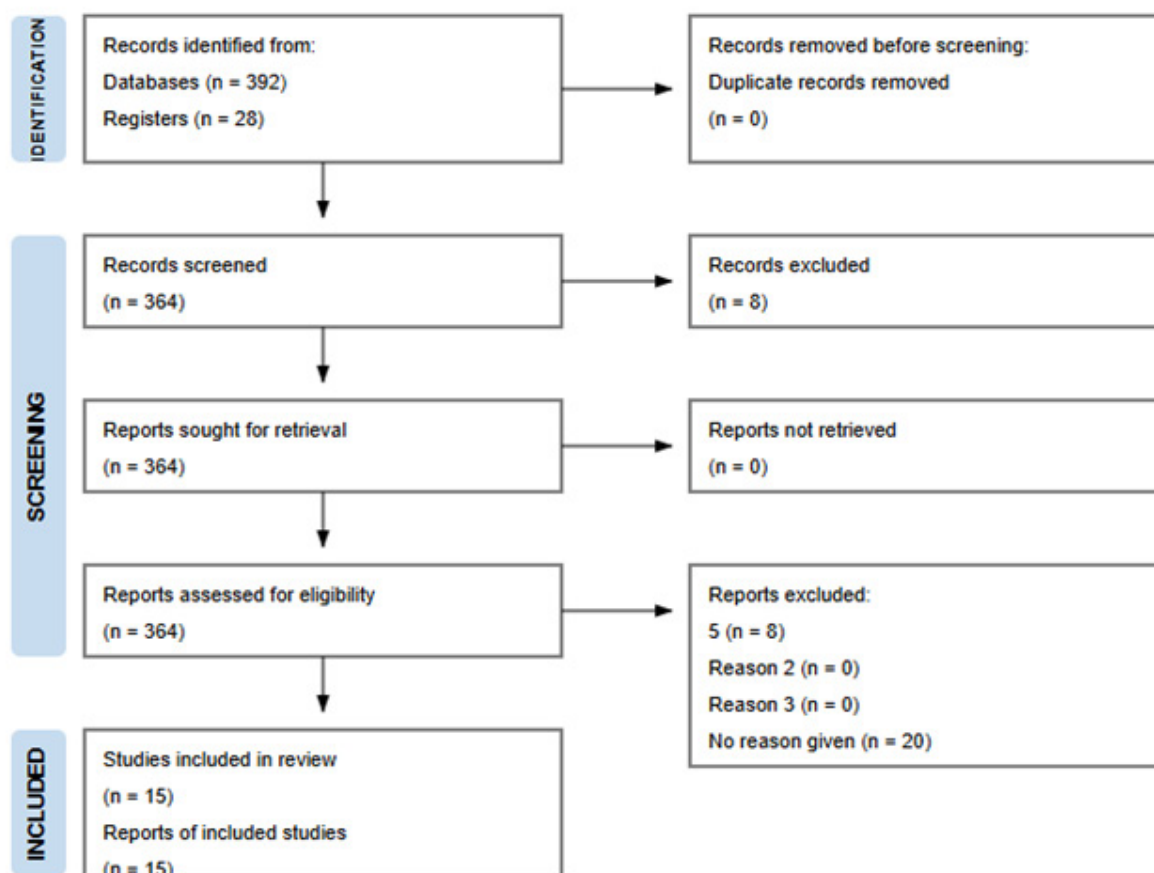 IDENTIFICATION
Records identified from:
Databases (n = 392)
Registers (n = 28)
Records removed before screening:
Duplicate records removed
(n = 0)
SCREENING
Records screened
(n = 364)
Records excluded
(n = 8)
Reports sought for retrieval
(n = 364)
Reports not retrieved
(n = 0)
Reports assessed for eligibility
(n = 364)
Reports excluded:
5 (n = 8)
Reason 2 (n = 0)
Reason 3 (n = 0)
No reason given (n = 20)
INCLUDED
Studies included in review
(n = 15)
Reports of included studies
(n = 15)